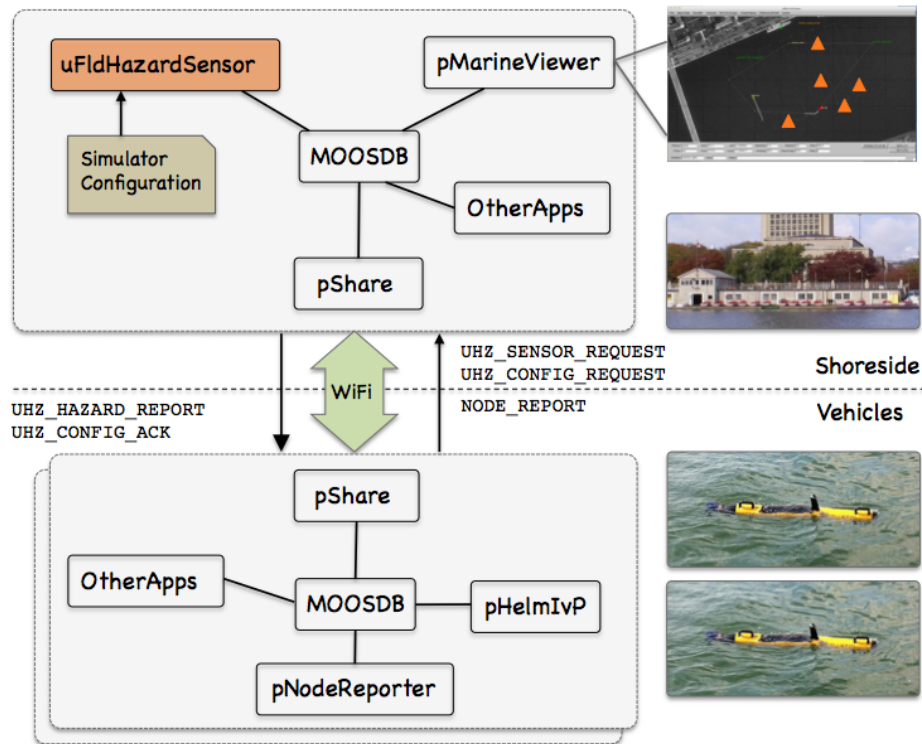 uFldHazardSensor
pMarineViewer
Simulator
Configuration
MOOSDB
OtherApps
pShare
UHZ_SENSOR_REQUEST
UHZ_CONFIG_REQUEST
Shoreside
WiFi
UHZ_HAZARD_REPORT
UHZ_CONFIG_ACK
NODE_REPORT
Vehicles
pShare
OtherApps
MOOSDB
pHelmIvP
pNodeReporter